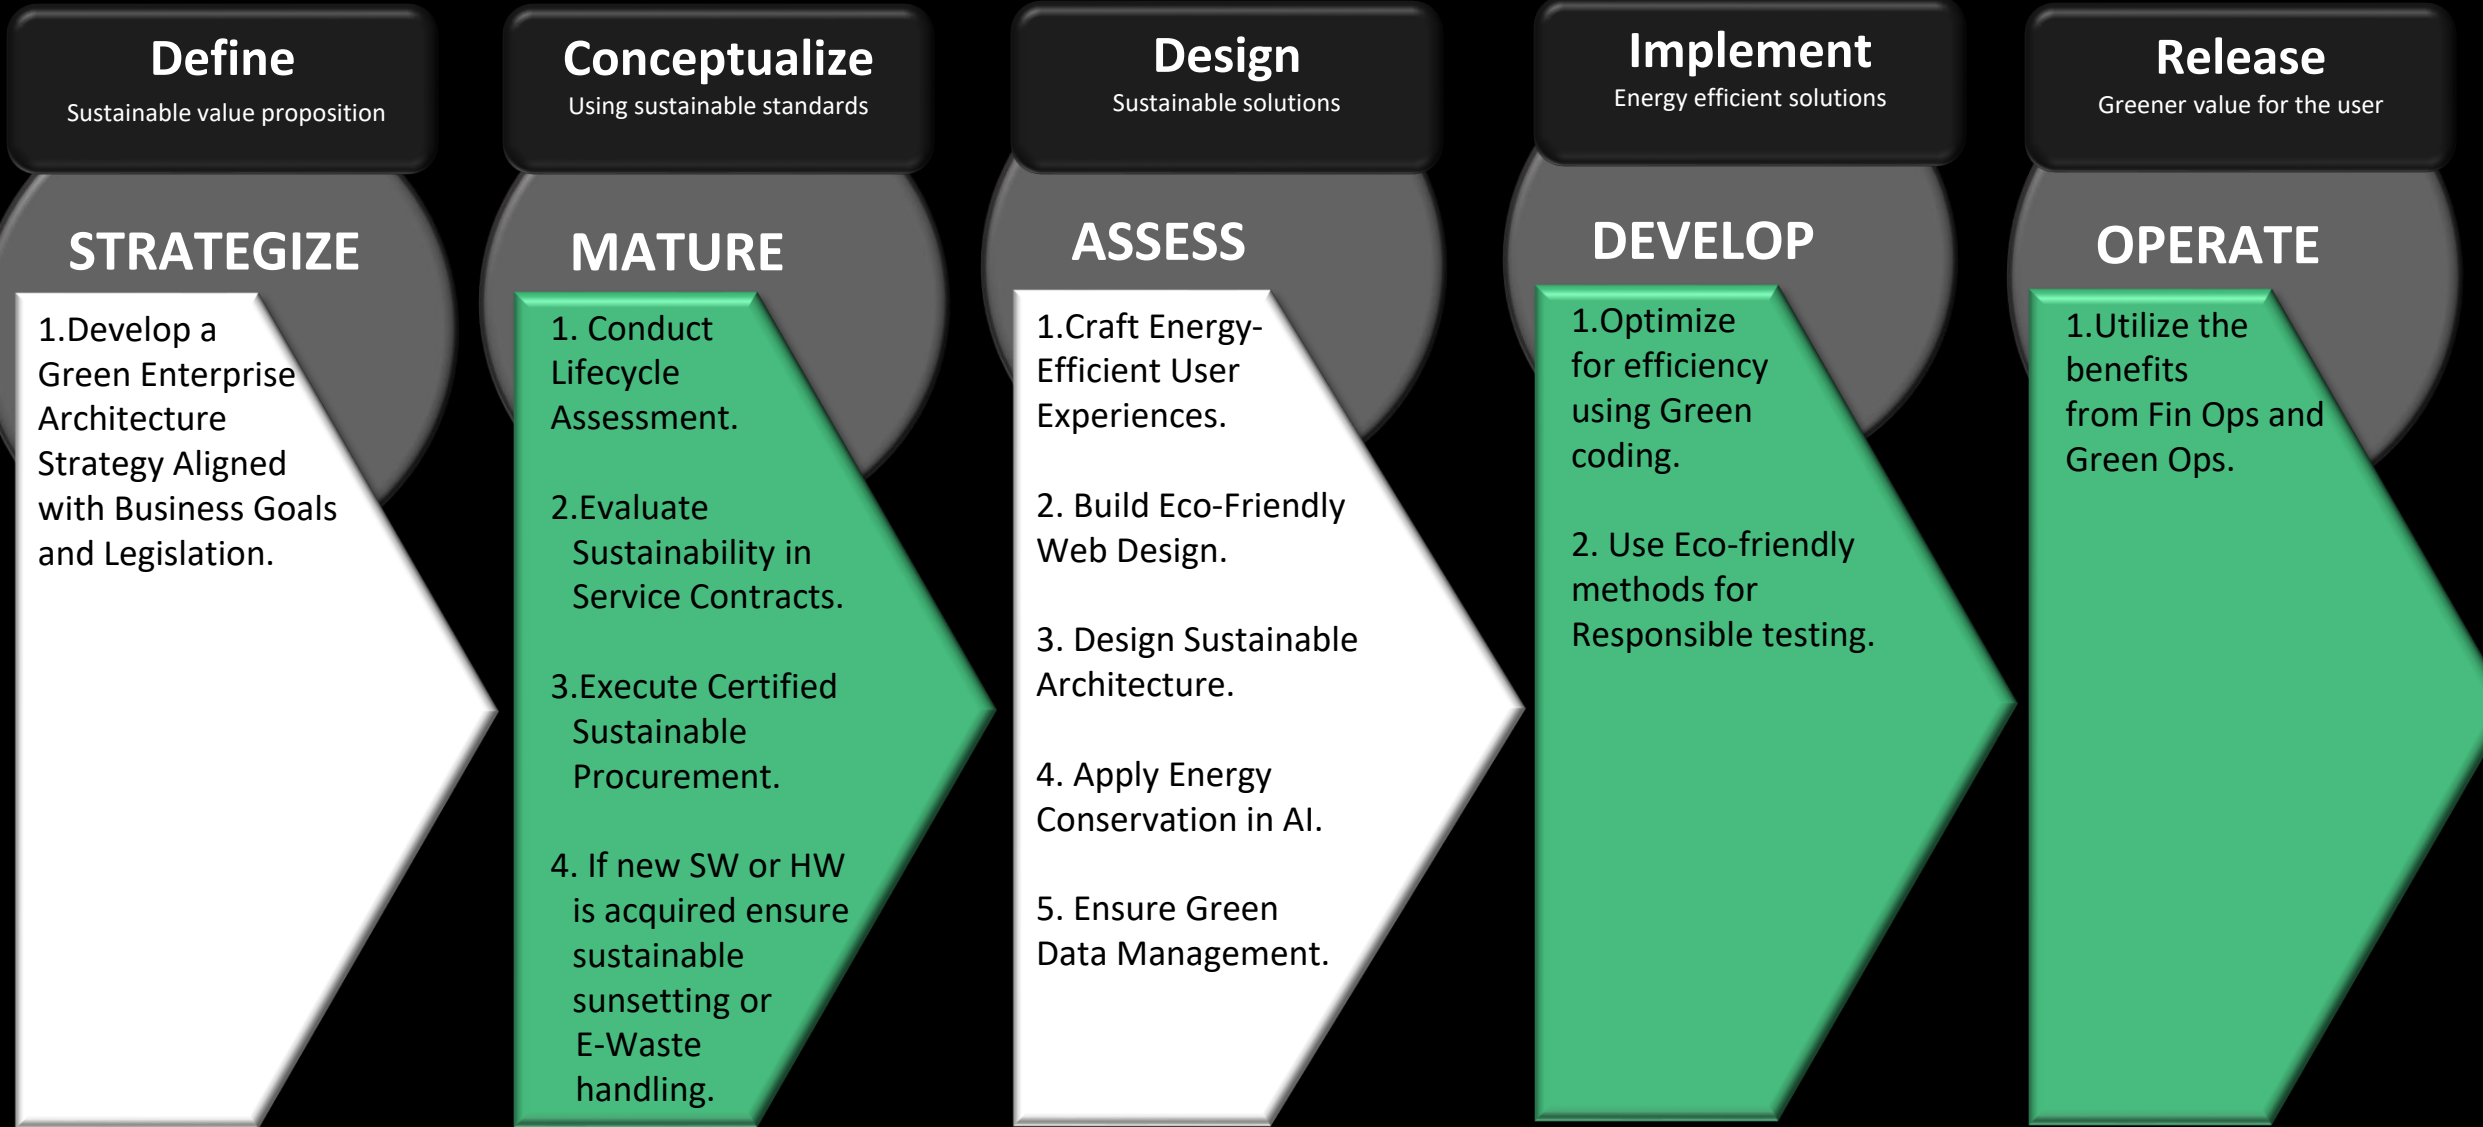 Define
Sustainable value proposition
STRATEGIZE
1.Develop a
Green Enterprise
Architecture
Strategy Aligned
with Business Goals
and Legislation.
Conceptualize
Using sustainable standards
MATURE
1. Conduct
Lifecycle
Assessment.
2.Evaluate
Sustainability in
Service Contracts.
3.Execute Certified
Sustainable
Procurement.
4. If new SW or HW
is acquired ensure
sustainable
sunsetting or
E-Waste
handling.
Design
Sustainable solutions
ASSESS
1.Craft Energy-
Efficient User
Experiences.
2. Build Eco-Friendly
Web Design.
3. Design Sustainable
Architecture.
4. Apply Energy
Conservation in AI.
5. Ensure Green
Data Management.
Implement
Energy efficient solutions
DEVELOP
1.Optimize
for efficiency
using Green
coding.
2. Use Eco-friendly
methods for
Responsible testing.
Release
Greener value for the user
OPERATE
1.Utilize the
benefits
from Fin Ops and
Green Ops.